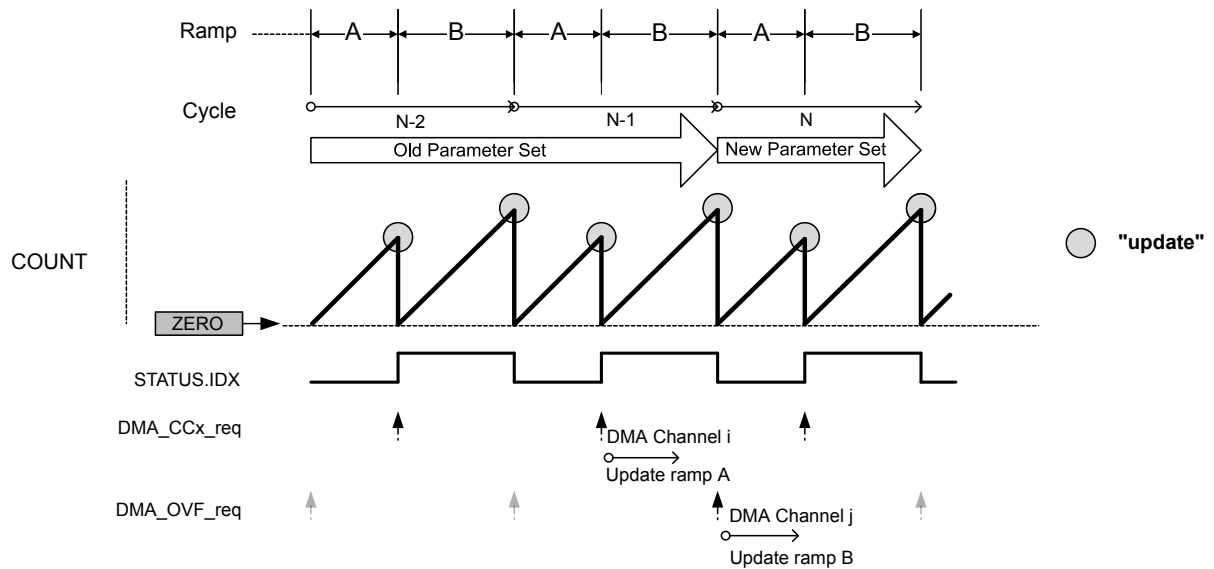 Ramp A B A B A B
Cycle
N-2 N-1 N
Old Parameter Set New Parameter Set
COUNT
"update"
ZERO
STATUS.IDX
DMA_CCx_req
DMA Channel i
Update ramp A
DMA_OVF_req
DMA Channel j
Update ramp B